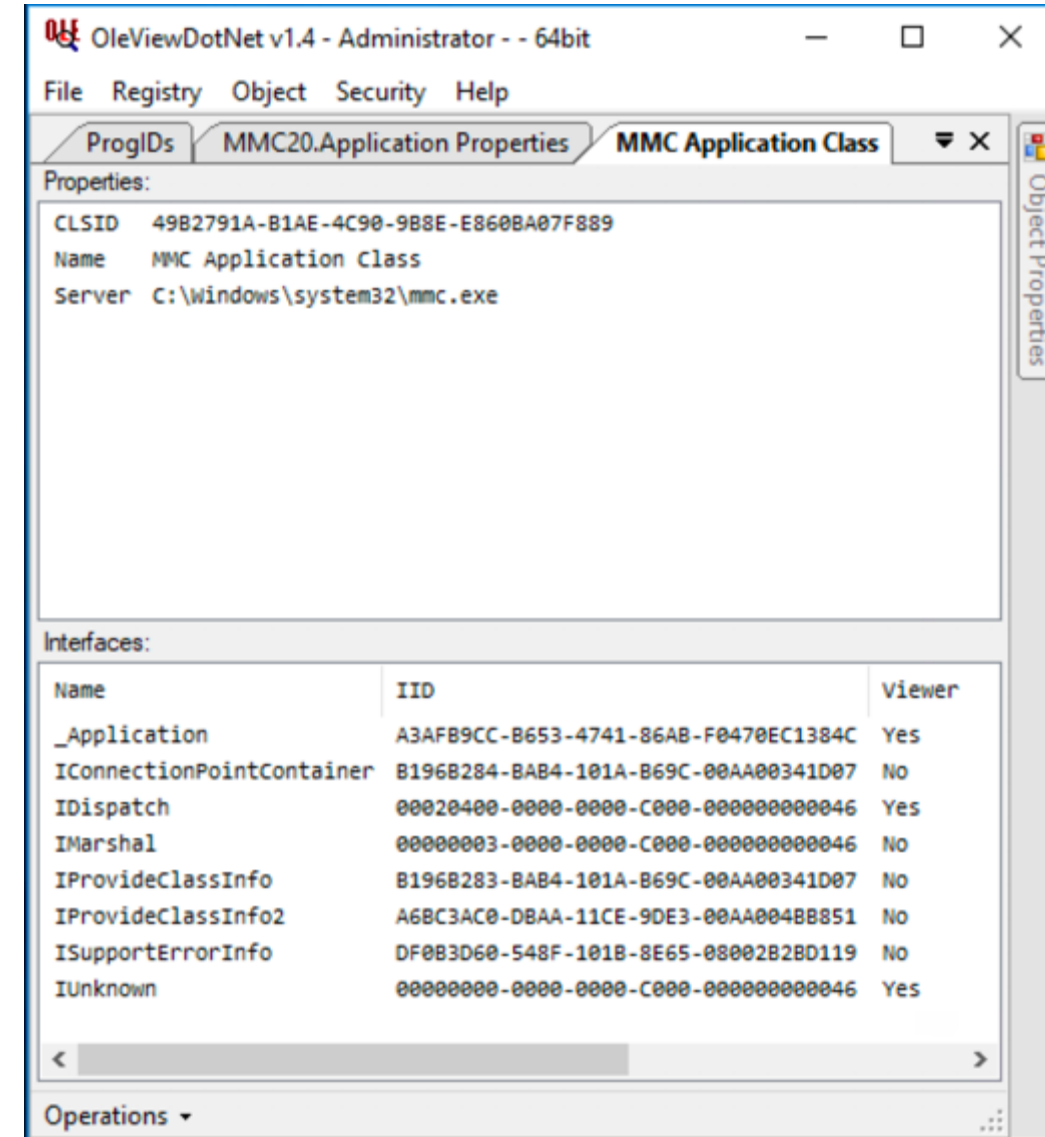 OleViewDotNet v1.4 - Administrator - - 64bit
File Registry Object Security Help
ProgIDs MMC20.Application Properties MMC Application Class
Object Properties
Properties:
CLSID 49B2791A-B1AE-4C90-9B8E-E860BA07F889
Name MMC Application Class
Server C:\Windows\system32\mmc.exe
Interfaces:
Name IID Viewer
_Application A3AFB9CC-B653-4741-86AB-F0470EC1384C Yes
IConnectionPointContainer B196B284-BAB4-101A-B69C-00AA00341D07 No
IDispatch 00020400-0000-0000-C000-000000000046 Yes
IMarshal 00000003-0000-0000-C000-000000000046 No
IProvideClassInfo B196B283-BAB4-101A-B69C-00AA00341D07 No
IProvideClassInfo2 A6BC3AC0-DBAA-11CE-9DE3-00AA004BB851 No
ISupportErrorInfo DF0B3D60-548F-101B-8E65-08002B2BD119 No
IUnknown 00000000-0000-0000-C000-000000000046 Yes
Operations